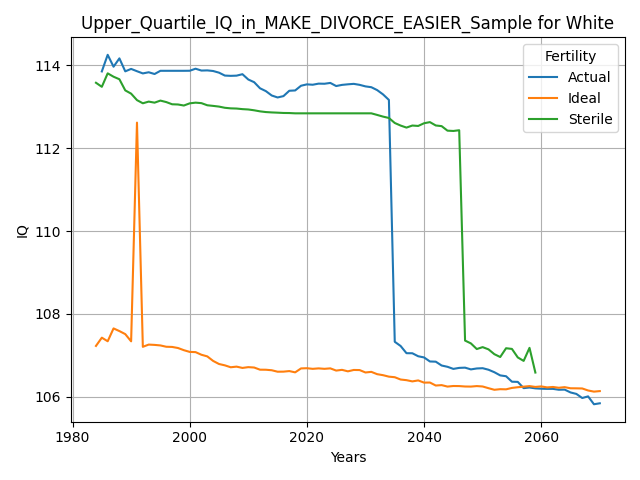 Upper_Quartile_IQ_in_MAKE_DIVORCE_EASIER_Sample for White
Fertility
Actual
Ideal
Sterile
114
112
110
108
106
IQ
1980
2000
2020
2040
2060
Years